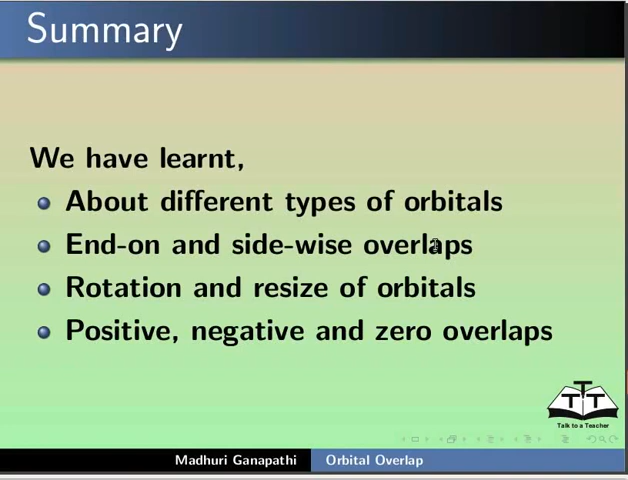 Summary
We have learnt,
About different types of orbitals
End-on and side-wise overlaps
Rotation and resize of orbitals
Positive, negative and zero overlaps
T
T T
Talk to a Teacher
Madhuri Ganapathi Orbital Overlap